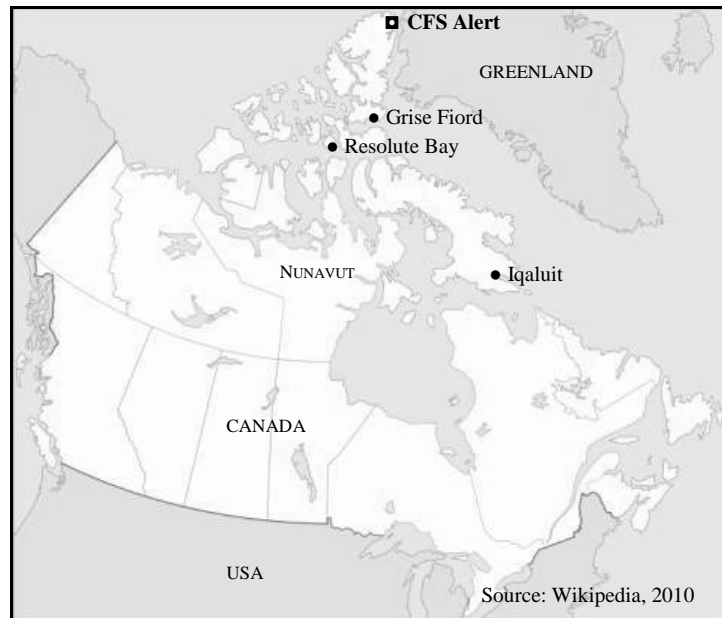 CFS Alert
GREENLAND
Grise Fiord
Resolute Bay
NUNAVUT
Iqaluit
CANADA
USA
Source: Wikipedia, 2010